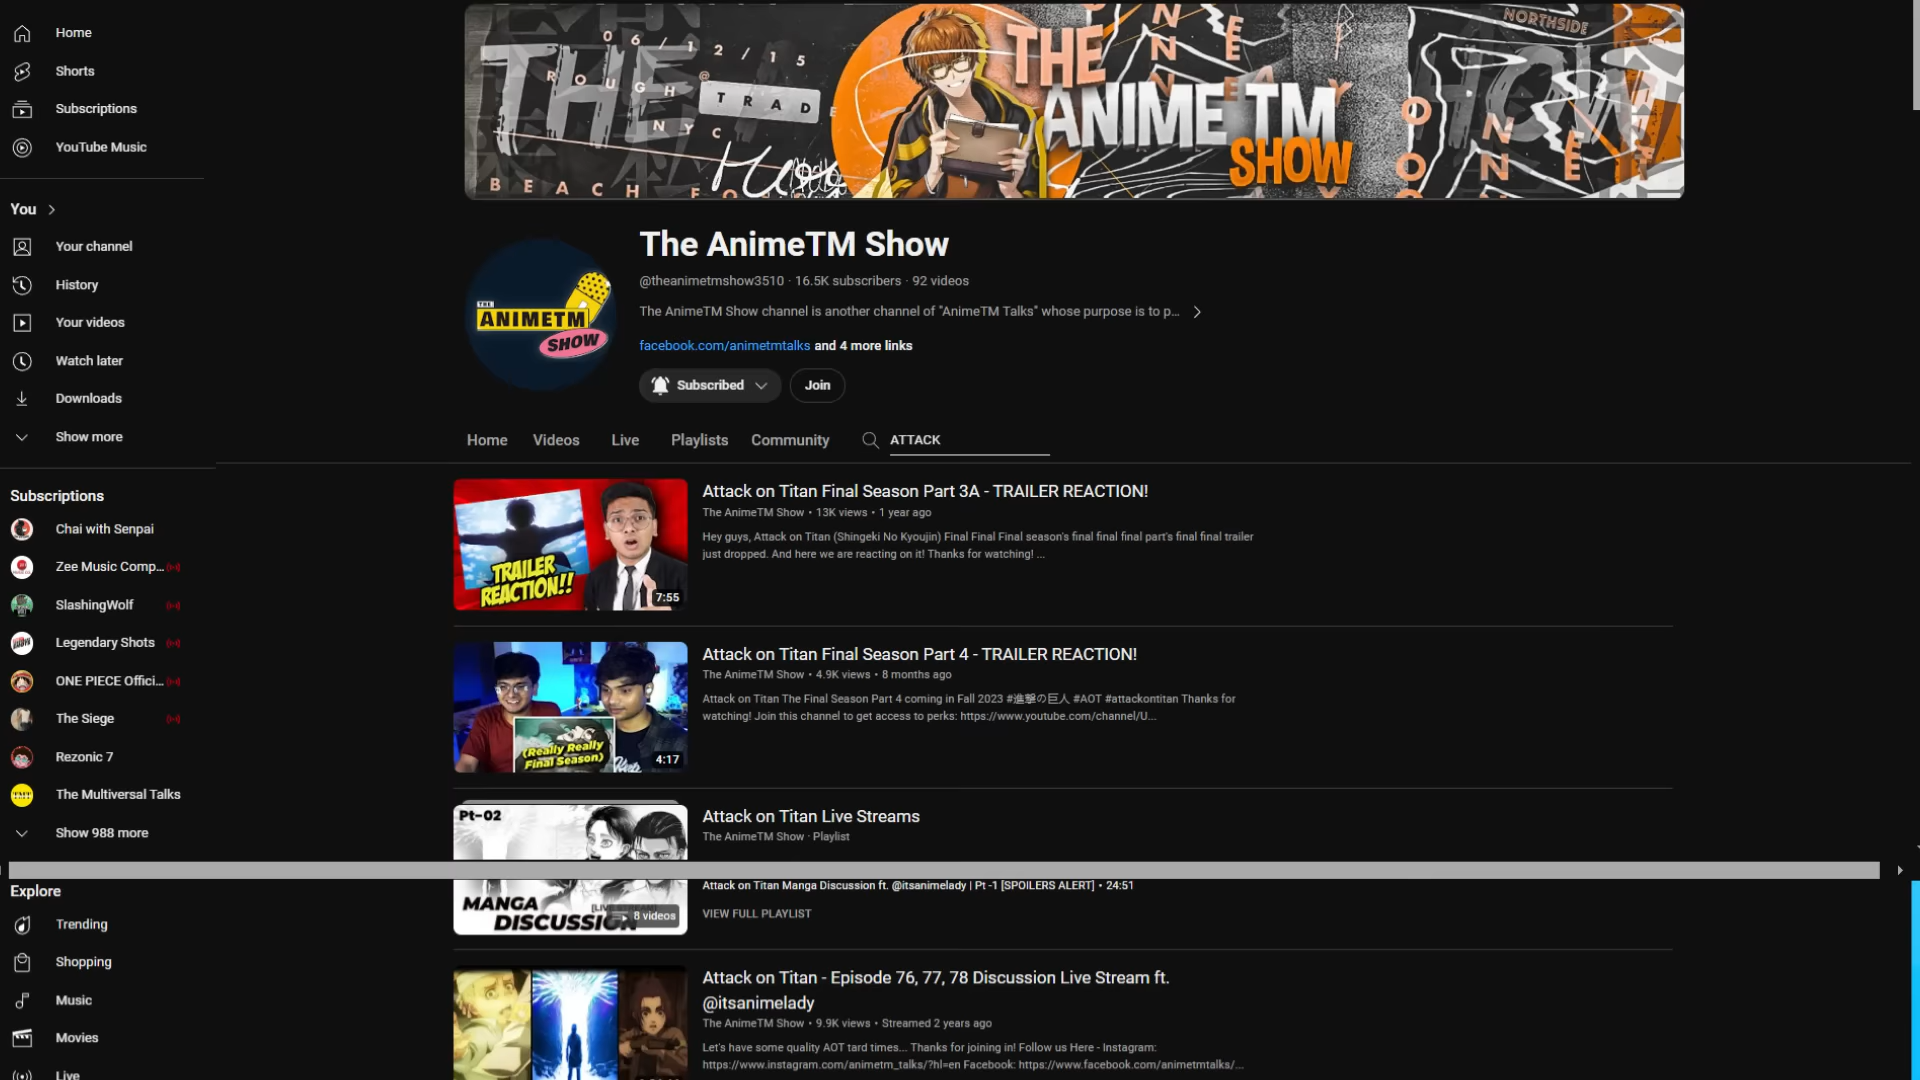 Home
Shorts
Subscriptions
YouTube Music
You
Your channel
History
Your videos
Watch later
Downloads
Show more
Subscriptions
Chai with Senpai
Zee Music Comp...
SlashingWolf
Legendary Shots
ONE PIECE Offici...
The Siege
Rezonic 7
The Multiversal Talks
Show 988 more
Explore
Trending
Shopping
Music
Movies
Live
THE
06/12/15
ROUGH @ TRADE
NYC
BEACH FO
THE
ANIME TM
SHOW
NORTHSIDE
The AnimeTM Show
@theanimetmshow3510 · 16.5K subscribers · 92 videos
The AnimeTM Show channel is another channel of "AnimeTM Talks" whose purpose is to p...
facebook.com/animetmtalks and 4 more links
Subscribed
Join
THE
ANIMETM
SHOW
Home Videos Live Playlists Community ATTACK
TRAILER
REACTION!!
7:55
Attack on Titan Final Season Part 3A - TRAILER REACTION!
The AnimeTM Show • 13K views • 1 year ago
Hey guys, Attack on Titan (Shingeki No Kyoujin) Final Final Final season's final final final part's final final trailer
just dropped. And here we are reacting on it! Thanks for watching! ...
(Really Really
Final Season)
4:17
Attack on Titan Final Season Part 4 - TRAILER REACTION!
The AnimeTM Show • 4.9K views • 8 months ago
Attack on Titan The Final Season Part 4 coming in Fall 2023 #進撃の巨人 #AOT #attackontitan Thanks for
watching! Join this channel to get access to perks: https://www.youtube.com/channel/U...
Pt-02
MANGA
DISCUSSION
8 videos
Attack on Titan Live Streams
The AnimeTM Show · Playlist
Attack on Titan Manga Discussion ft. @itsanimelady | Pt -1 [SPOILERS ALERT] • 24:51
VIEW FULL PLAYLIST
Attack on Titan - Episode 76, 77, 78 Discussion Live Stream ft.
@itsanimelady
The AnimeTM Show • 9.9K views • Streamed 2 years ago
Let's have some quality AOT tard times... Thanks for joining in! Follow us Here - Instagram:
https://www.instagram.com/animetm_talks/?hl=en Facebook: https://www.facebook.com/animetmtalks/...